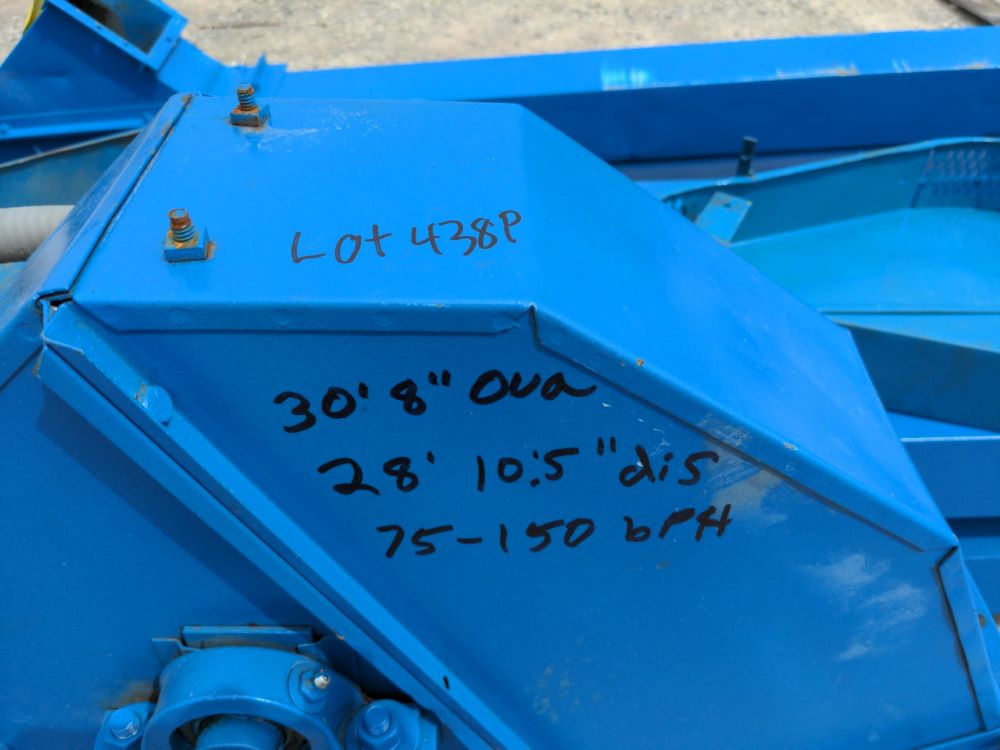 Lot 438P
30' 8" Ova
28' 10.5" dis
75-150 bPH